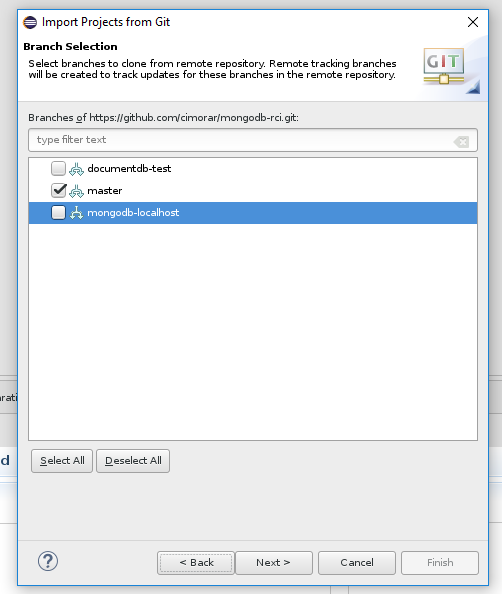 Import Projects from Git
Branch Selection
Select branches to clone from remote repository. Remote tracking branches
will be created to track updates for these branches in the remote repository.
GIT
Branches of https://github.com/cimorar/mongodb-rci.git:
type filter text
documentdb-test
master
mongodb-localhost
arati
Select All
Deselect All
d
?
< Back
Next >
Cancel
Finish